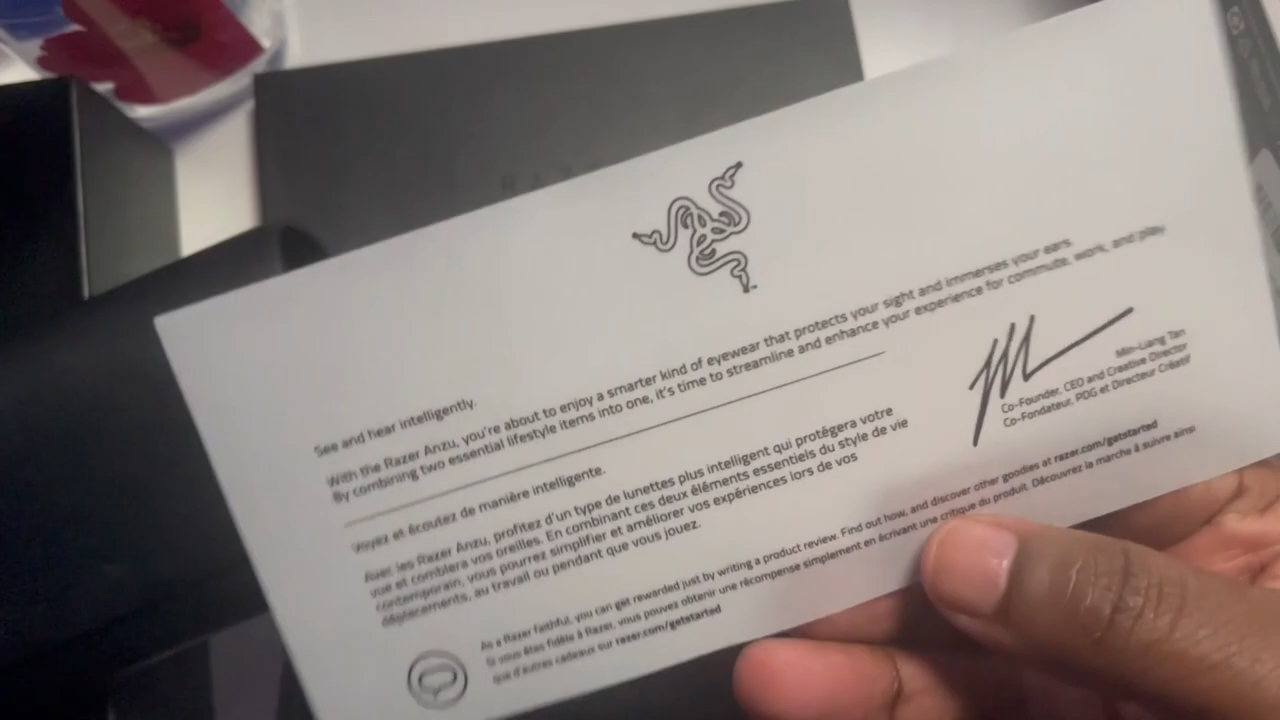 RAZE
See and hear intelligently.
With the Razer Anzu, you're about to enjoy a smarter kind of eyewear that protects your sight and immerses your ears.
By combining two essential lifestyle items into one, it's time to streamline and enhance your experience for commute, work, and play
Voyez et écoutez de manière intelligente.
Avec les Razer Anzu, profitez d'un type de lunettes plus intelligent qui protégera votre
vue et comblera vos oreilles. En combinant ces deux éléments essentiels du style de vie
contemporain, vous pourrez simplifier et améliorer vos expériences lors de vos
déplacements, au travail ou pendant que vous jouez.
Min-Liang Tan
Co-Founder, CEO and Creative Director
Co-Fondateur, PDG et Directeur Créatif
As a Razer faithful, you can get rewarded just by writing a product review. Find out how, and discover other goodies at razer.com/getstarted
Si vous êtes fidèle à Razer, vous pouvez obtenir une récompense simplement en écrivant une critique du produit. Découvrez la marche à suivre ainsi
que d'autres cadeaux sur razer.com/getstarted